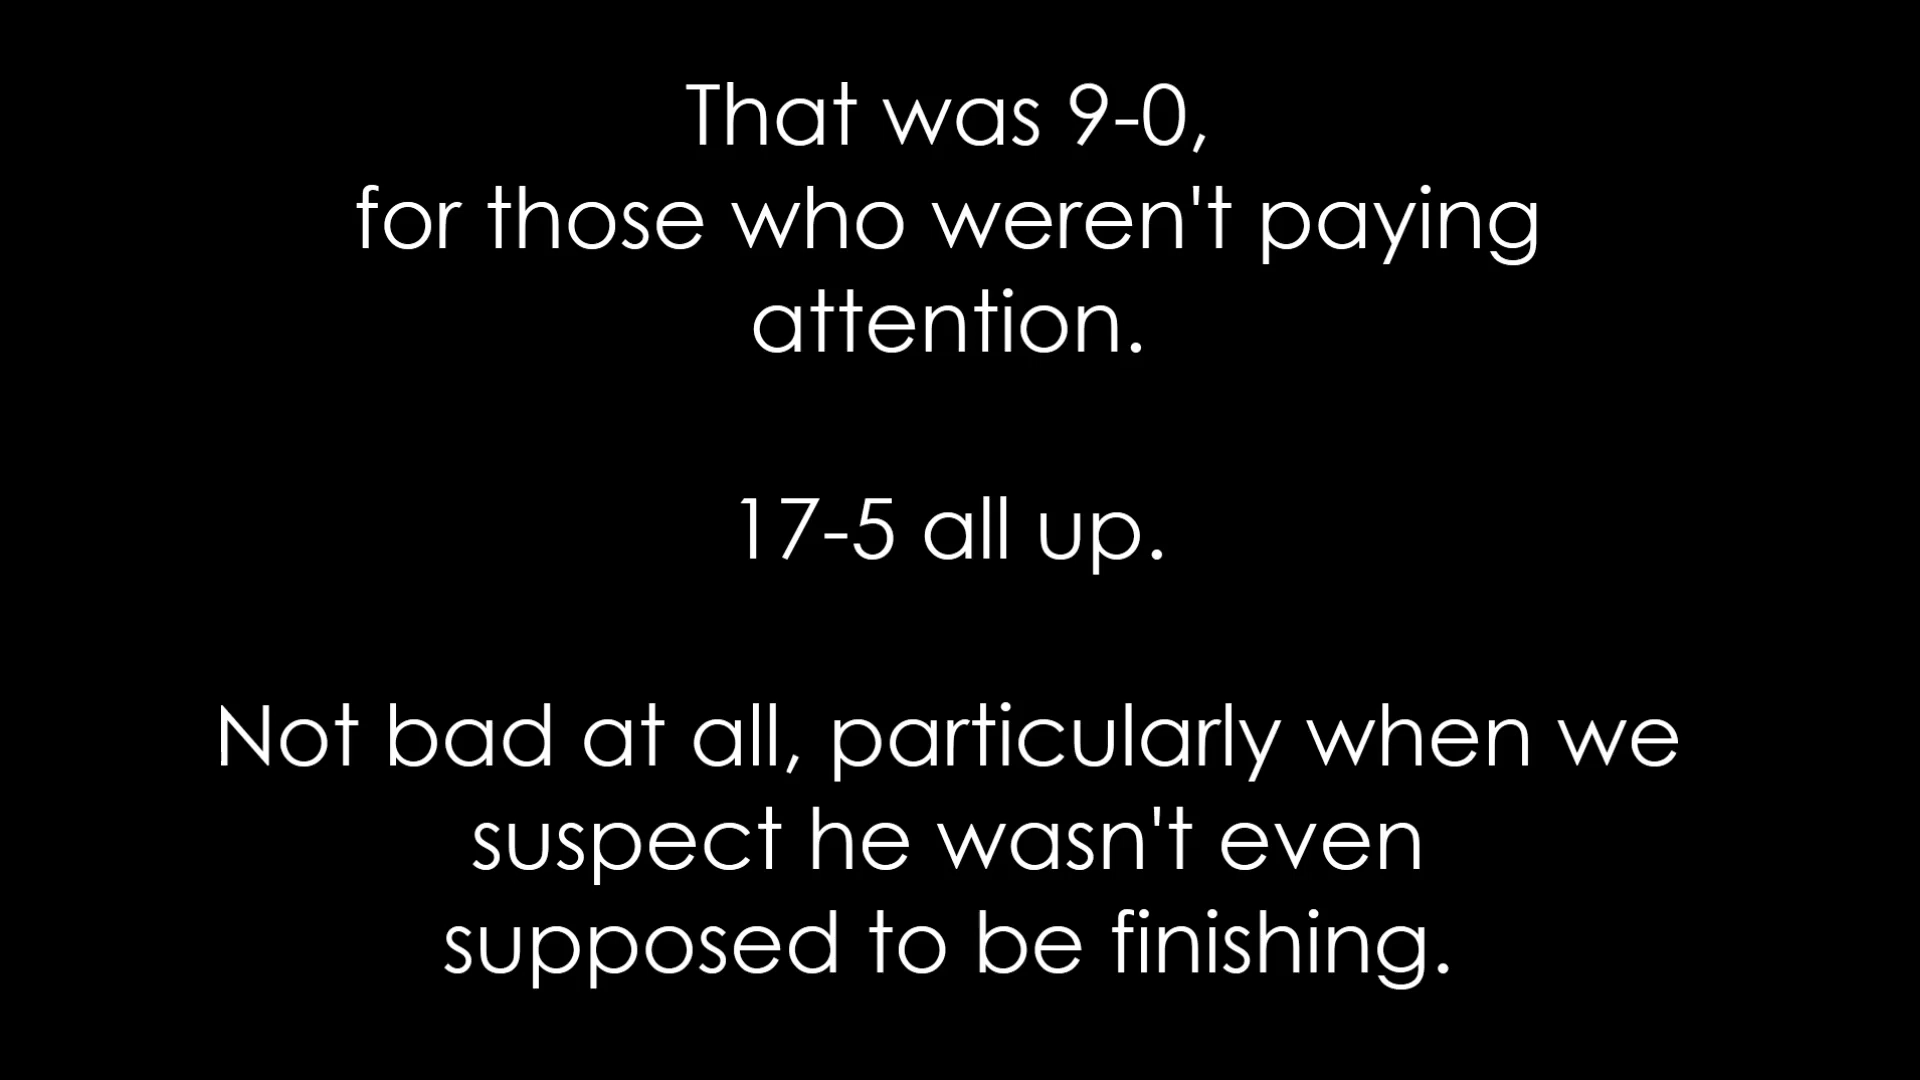 That was 9-0,
for those who weren't paying
attention.
17-5 all up.
Not bad at all, particularly when we
suspect he wasn't even
supposed to be finishing.